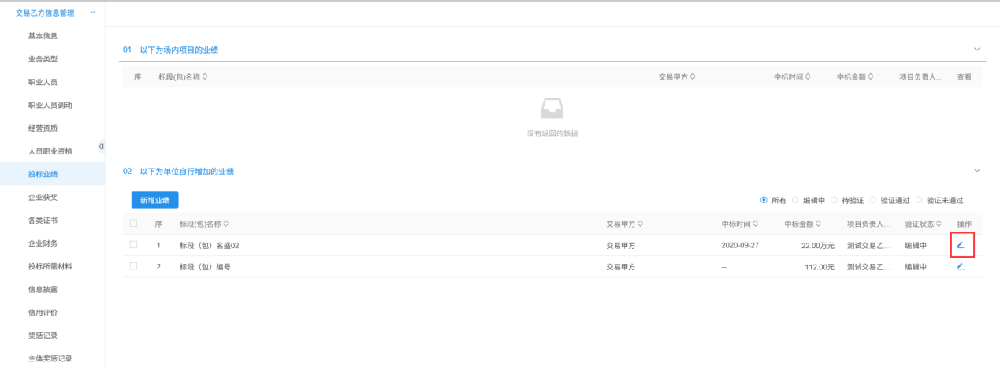 交易乙方信息管理
基本信息
业务类型
职业人员
职业人员调动
经营资质
人员职业资格
投标业绩
企业获奖
各类证书
企业财务
投标所需材料
信息披露
信用评价
奖惩记录
主体奖惩记录
01 以下为场内项目的业绩
序 标段(包)名称 交易甲方 中标时间 中标金额 项目负责人... 查看
没有返回的数据
02 以下为单位自行增加的业绩
新增业绩 所有 编辑中 待验证 验证通过 验证未通过
序 标段(包)名称 交易甲方 中标时间 中标金额 项目负责人... 验证状态 操作
1 标段（包）名盛02 交易甲方 2020-09-27 22.00万元 测试交易乙... 编辑中
2 标段（包）编号 交易甲方 -- 112.00元 测试交易乙... 编辑中